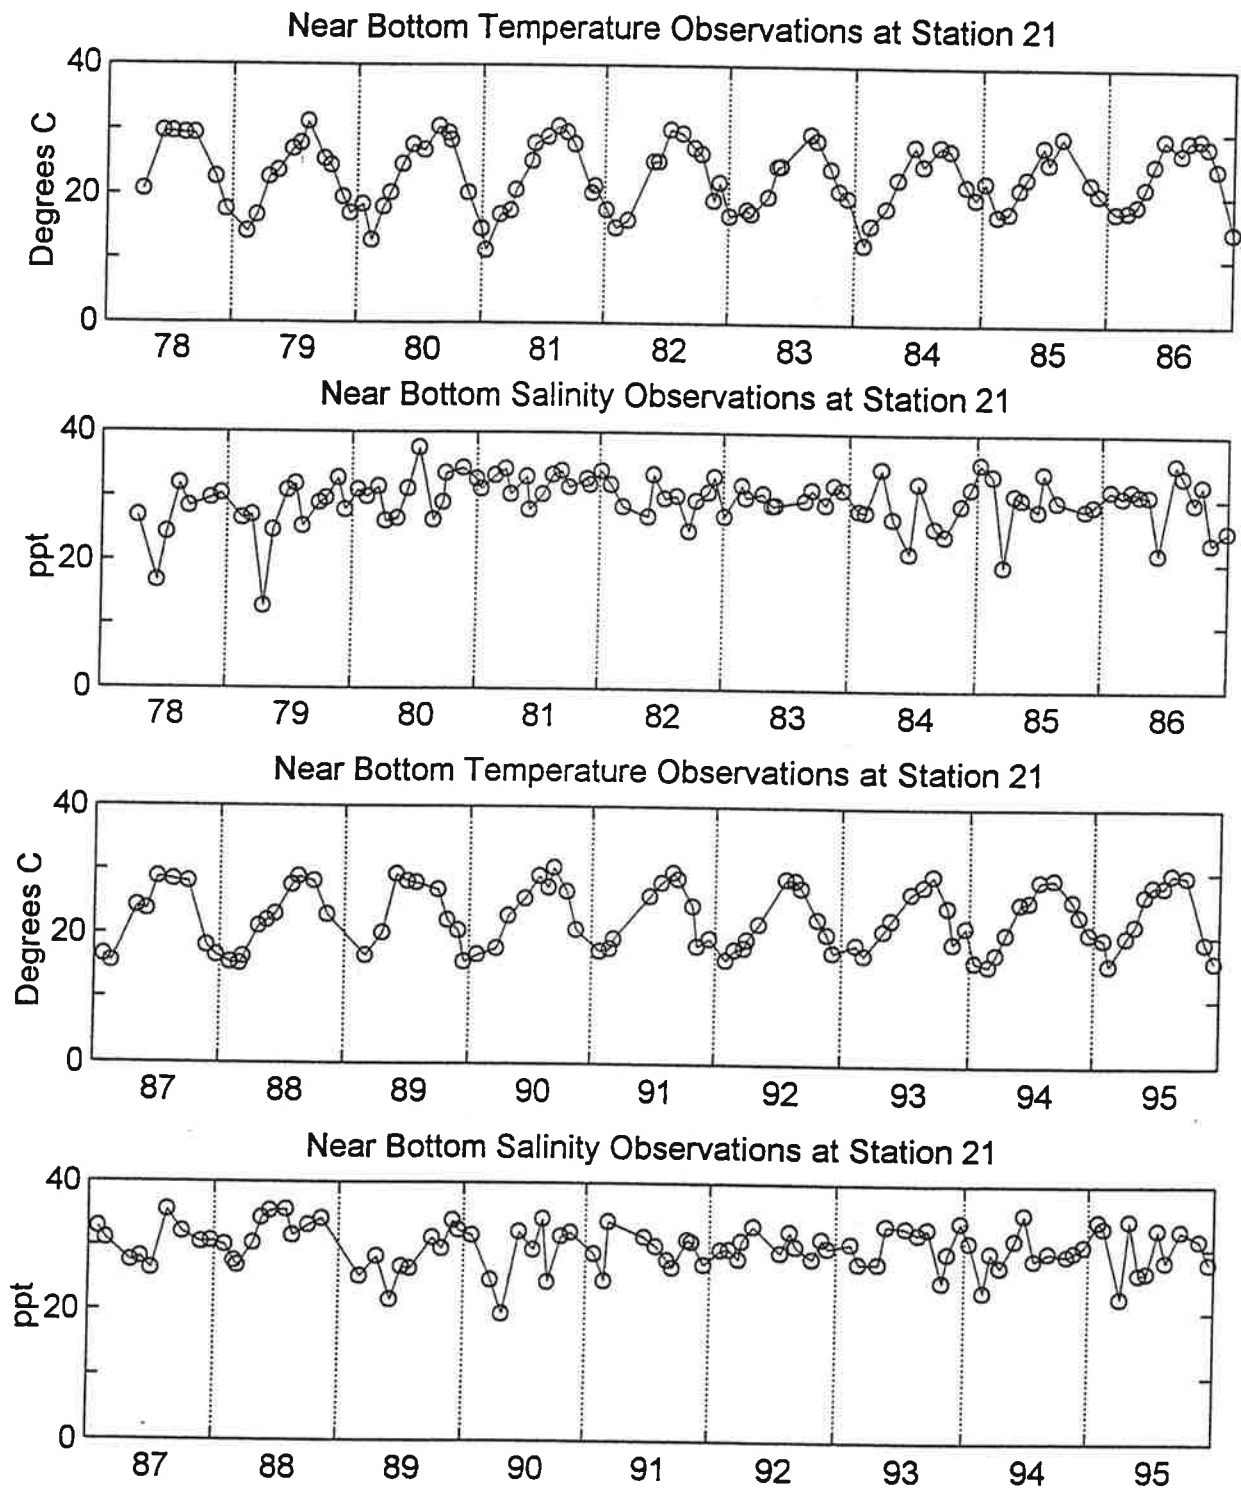 Near Bottom Temperature Observations at Station 21
40
20
0
Degrees C
78 79 80 81 82 83 84 85 86
Near Bottom Salinity Observations at Station 21
40
20
0
ppt
78 79 80 81 82 83 84 85 86
Near Bottom Temperature Observations at Station 21
40
20
0
Degrees C
87 88 89 90 91 92 93 94 95
Near Bottom Salinity Observations at Station 21
40
20
0
ppt
87 88 89 90 91 92 93 94 95